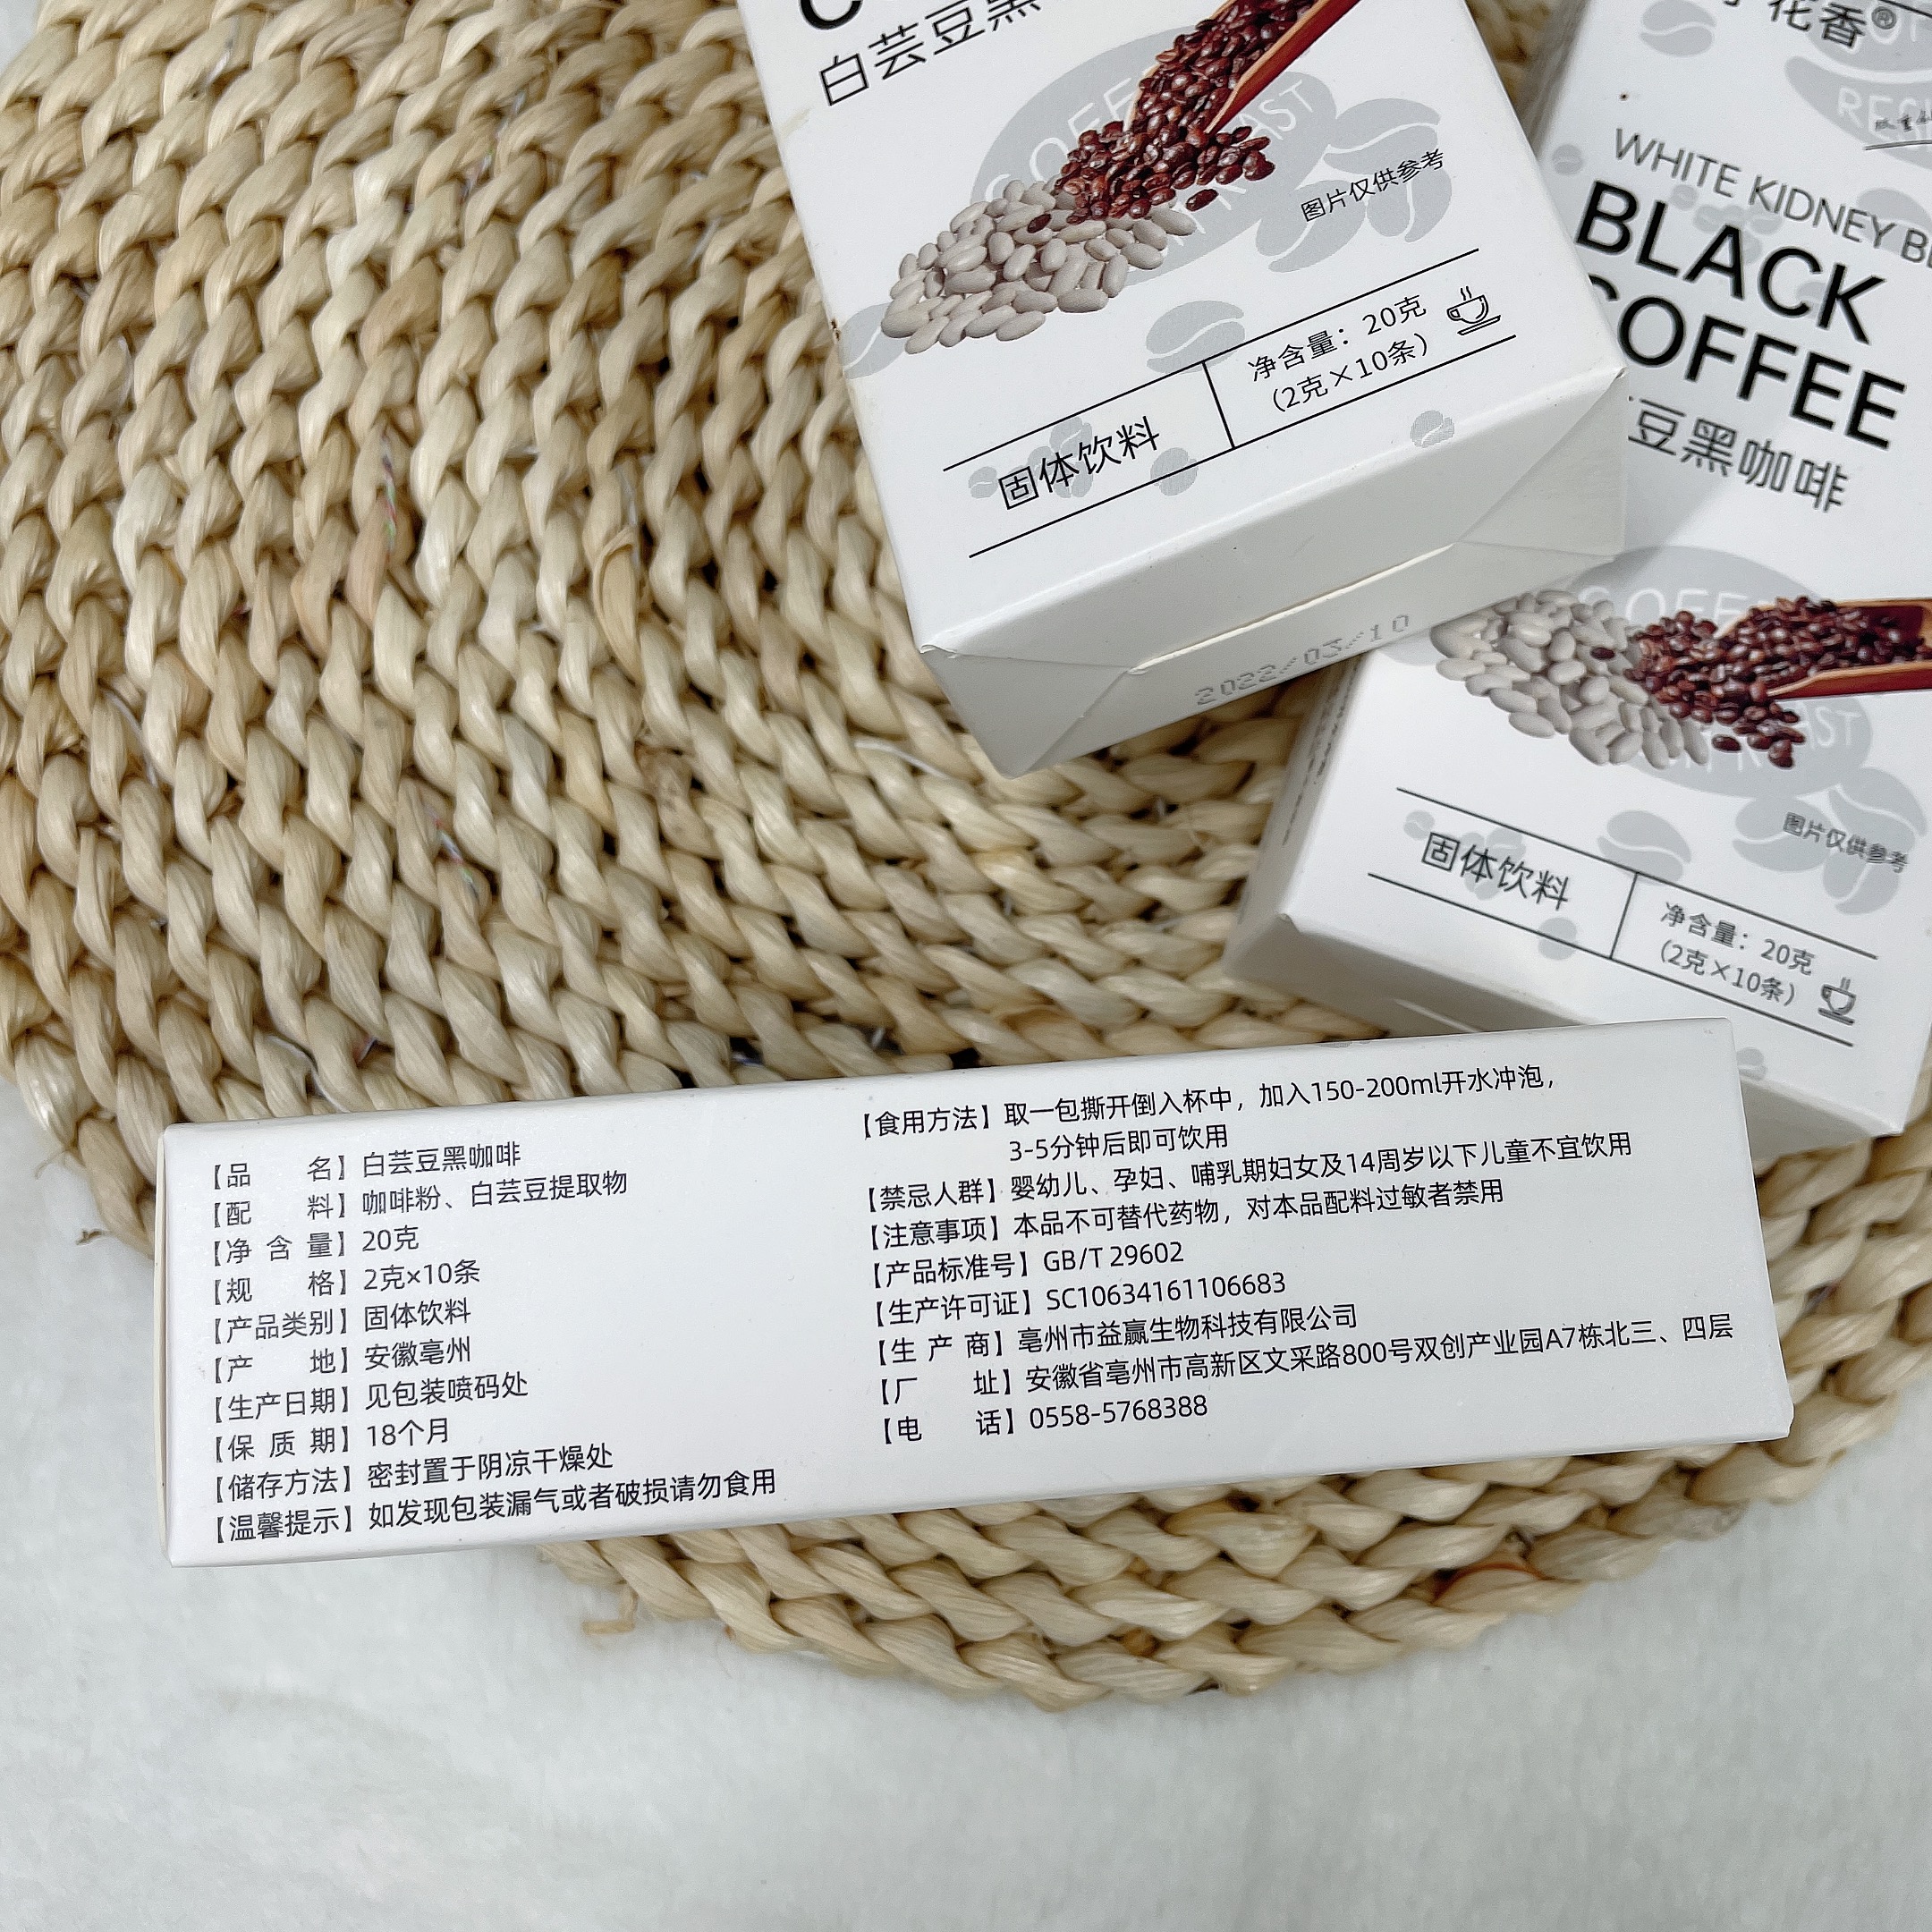 白芸豆黑
COFFEE
图片仅供参考
净含量：20克
（2克×10条）
固体饮料
2022/03/10
花香®
WHITE KIDNEY
BLACK
COFFEE
豆黑咖啡
COFFEE
图片仅供参考
固体饮料
净含量：20克
（2克×10条）
【品 名】白芸豆黑咖啡
【配 料】咖啡粉、白芸豆提取物
【净 含 量】20克
【规 格】2克×10条
【产品类别】固体饮料
【产 地】安徽亳州
【生产日期】见包装喷码处
【保 质 期】18个月
【储存方法】密封置于阴凉干燥处
【温馨提示】如发现包装漏气或者破损请勿食用
【食用方法】取一包撕开倒入杯中，加入150-200ml开水冲泡，
3-5分钟后即可饮用
【禁忌人群】婴幼儿、孕妇、哺乳期妇女及14周岁以下儿童不宜饮用
【注意事项】本品不可替代药物，对本品配料过敏者禁用
【产品标准号】GB/T 29602
【生产许可证】SC10634161106683
【生 产 商】亳州市益赢生物科技有限公司
【厂 址】安徽省亳州市高新区文采路800号双创产业园A7栋北三、四层
【电 话】0558-5768388